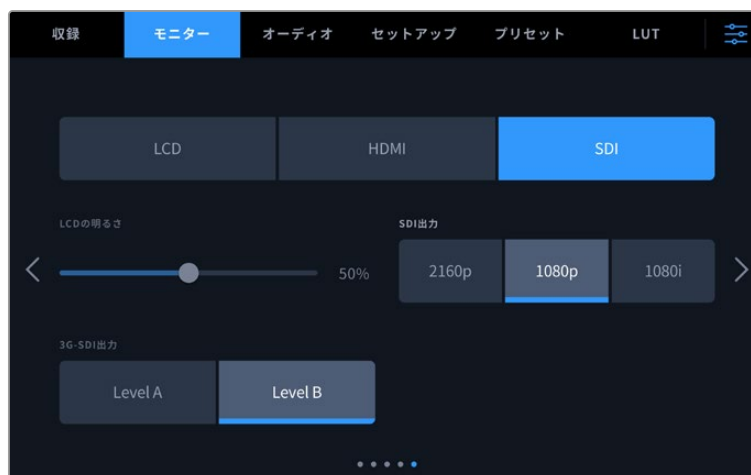 収録 モニター オーディオ セットアップ プリセット LUT
LCD HDMI SDI
LCDの明るさ SDI出力
50% 2160p 1080p 1080i
3G-SDI出力
Level A Level B